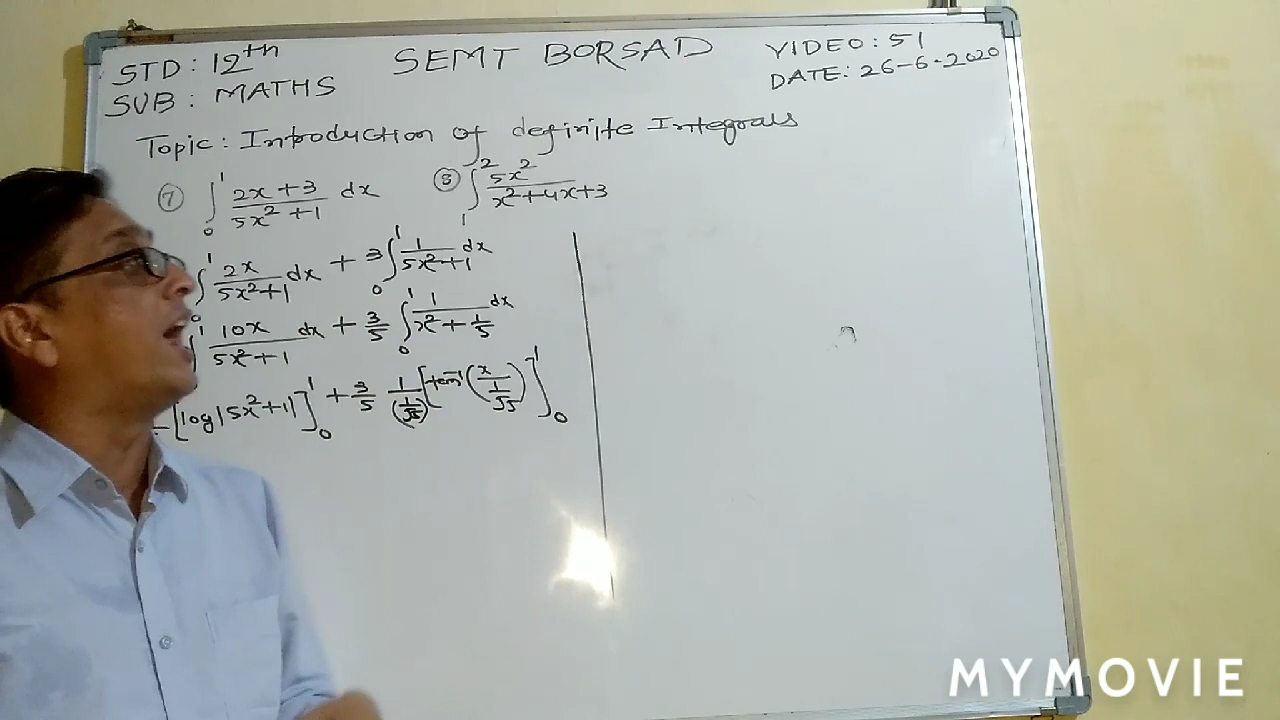 STD: 12th SEMT BORSAD VIDEO: 51
SUB: MATHS DATE: 26-6-2020
Topic: Introduction of definite Integrals
⑦ ∫₀¹ (2x+3)/(5x²+1) dx ⑧ ∫₁² 5x²/(x²+4x+3)
∫₀¹ 2x/(5x²+1) dx + 3∫₀¹ 1/(5x²+1) dx
∫₀¹ 10x/(5x²+1) dx + 3/5 ∫₀¹ 1/(x²+1/5) dx
[log|5x²+1|]₀¹ + 3/5 1/(1/√5) [tan⁻¹(x/(1/√5))]₀¹
MYMOVIE